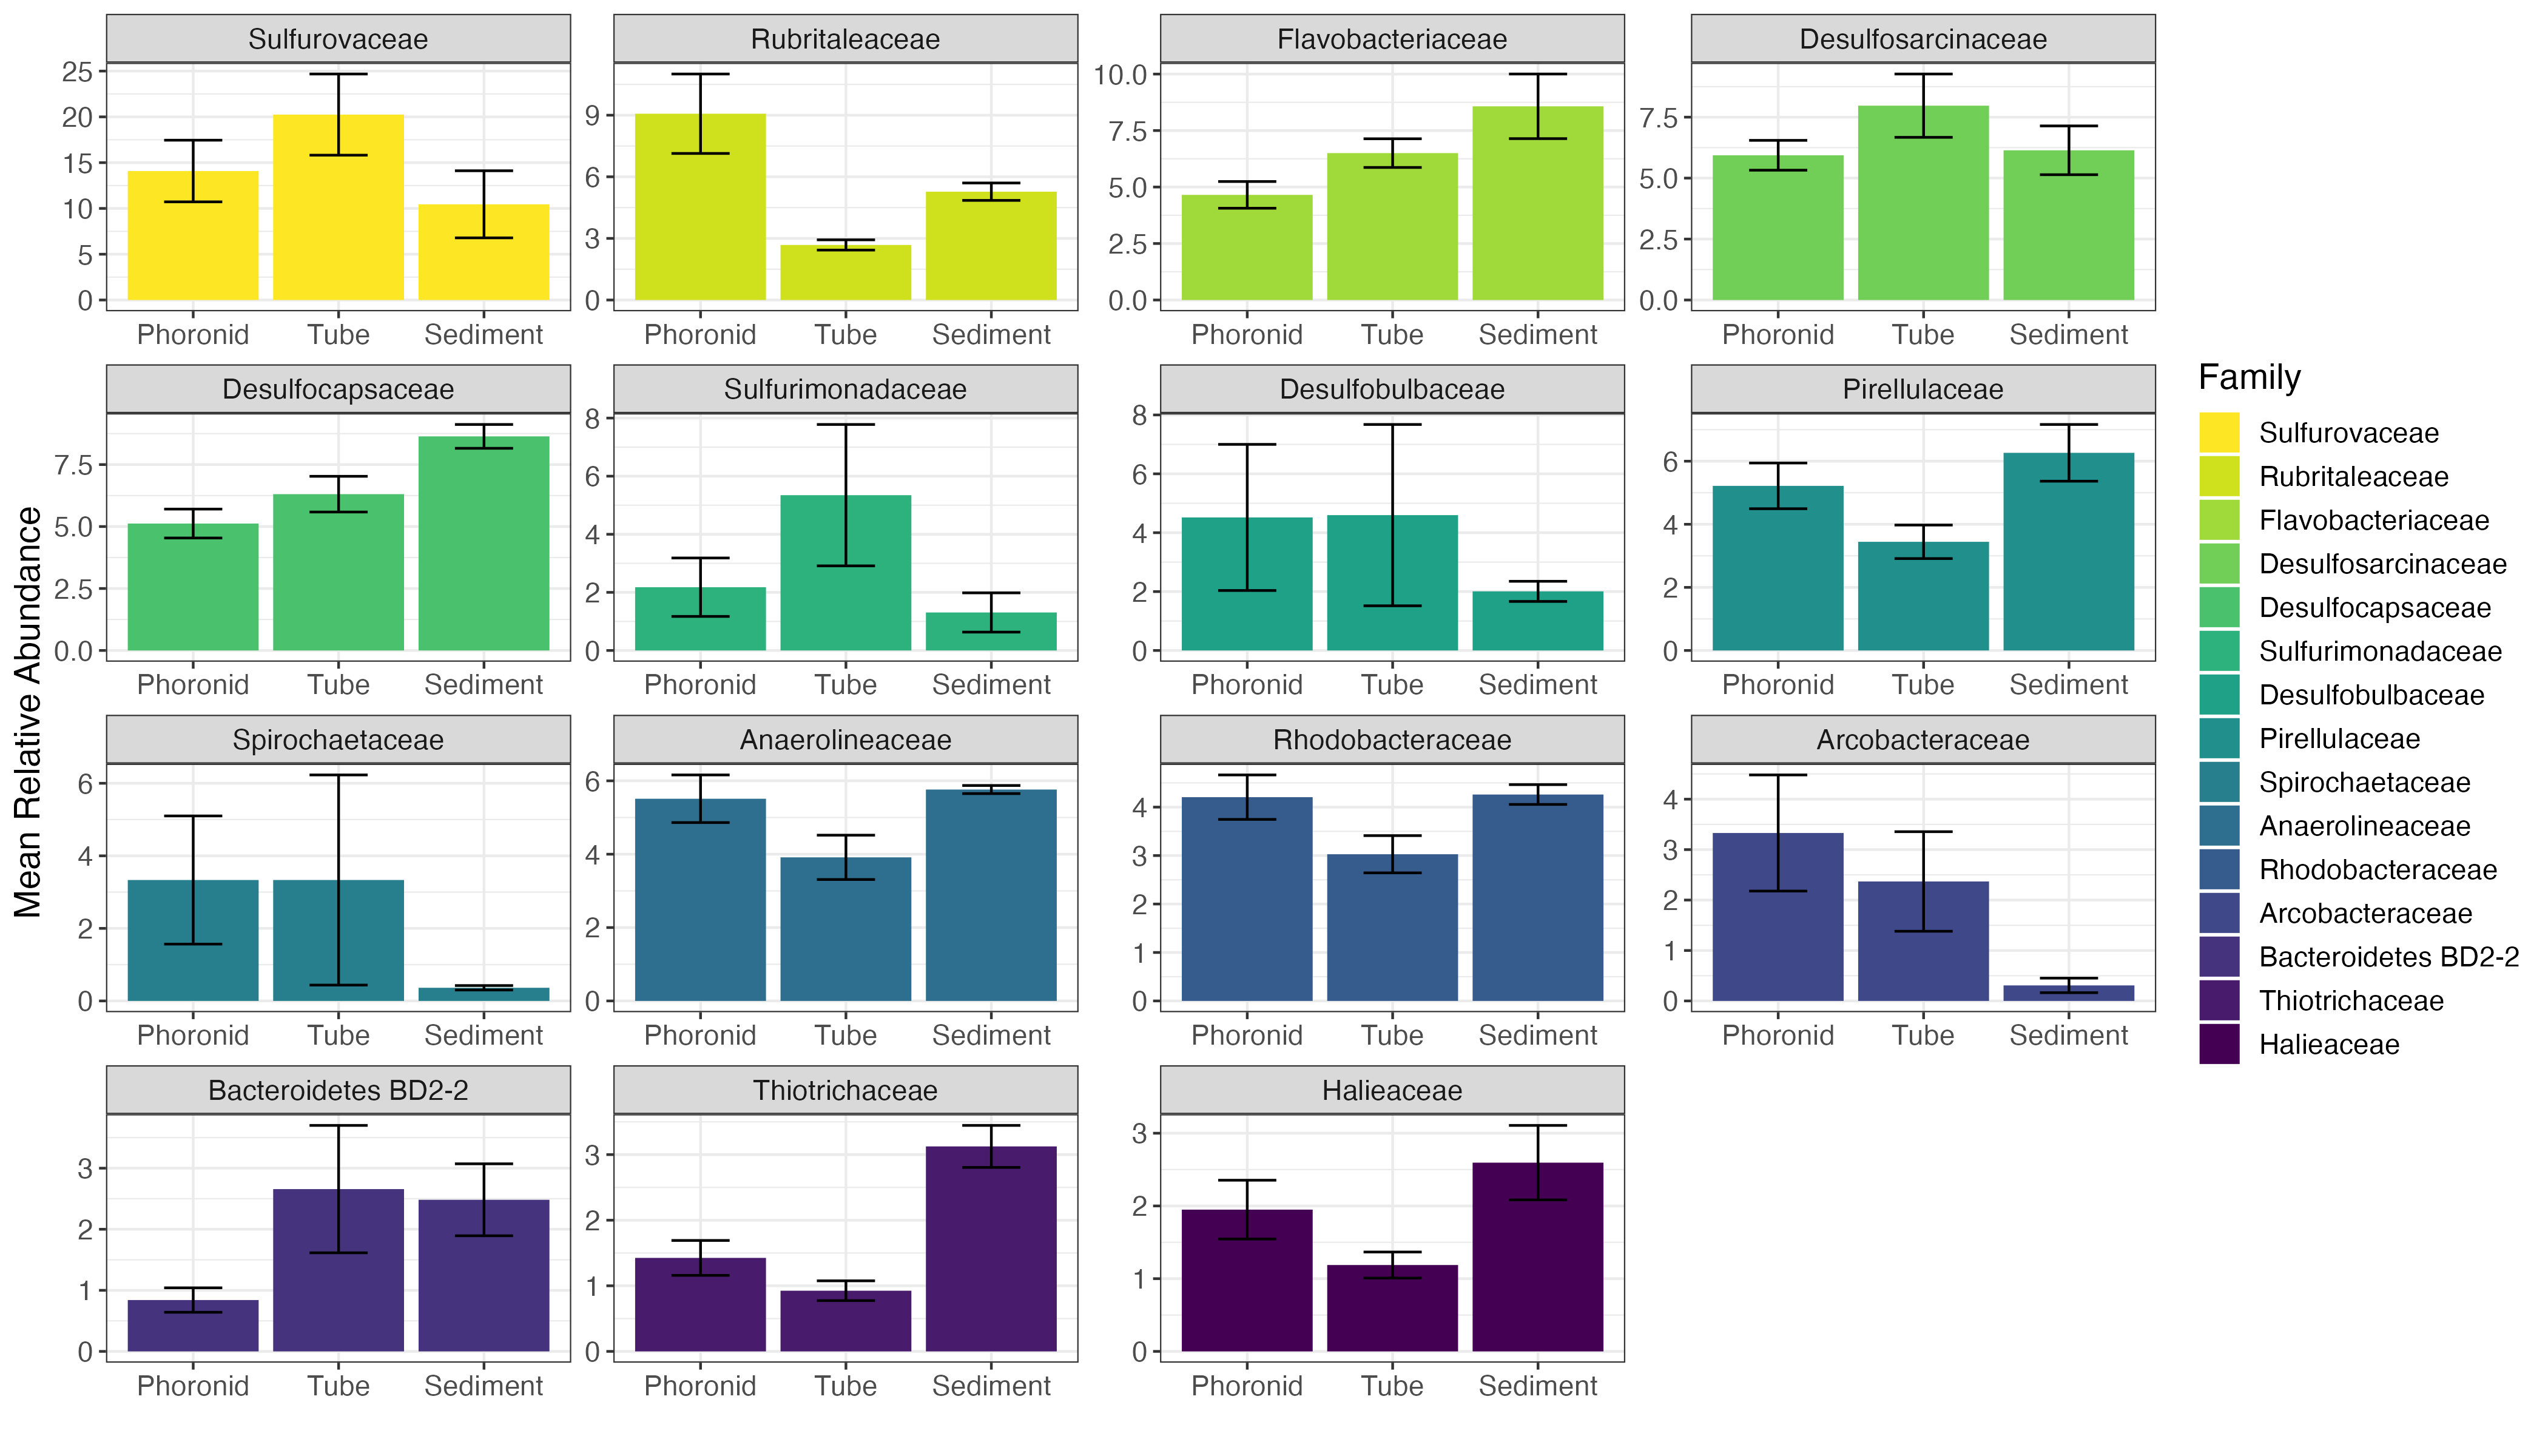 Sulfurovaceae
Rubritaleaceae
Flavobacteriaceae
Desulfosarcinaceae
25
20
15
10
5
0
9
6
3
0
10.0
7.5
5.0
2.5
0.0
7.5
5.0
2.5
0.0
Phoronid Tube Sediment
Phoronid Tube Sediment
Phoronid Tube Sediment
Phoronid Tube Sediment
Desulfocapsaceae
Sulfurimonadaceae
Desulfobulbaceae
Pirellulaceae
7.5
5.0
2.5
0.0
8
6
4
2
0
8
6
4
2
0
6
4
2
0
Phoronid Tube Sediment
Phoronid Tube Sediment
Phoronid Tube Sediment
Phoronid Tube Sediment
Spirochaetaceae
Anaerolineaceae
Rhodobacteraceae
Arcobacteraceae
6
4
2
0
6
4
2
0
4
3
2
1
0
4
3
2
1
0
Phoronid Tube Sediment
Phoronid Tube Sediment
Phoronid Tube Sediment
Phoronid Tube Sediment
Bacteroidetes BD2-2
Thiotrichaceae
Halieaceae
3
2
1
0
3
2
1
0
3
2
1
0
Phoronid Tube Sediment
Phoronid Tube Sediment
Phoronid Tube Sediment
Mean Relative Abundance
Family
Sulfurovaceae
Rubritaleaceae
Flavobacteriaceae
Desulfosarcinaceae
Desulfocapsaceae
Sulfurimonadaceae
Desulfobulbaceae
Pirellulaceae
Spirochaetaceae
Anaerolineaceae
Rhodobacteraceae
Arcobacteraceae
Bacteroidetes BD2-2
Thiotrichaceae
Halieaceae